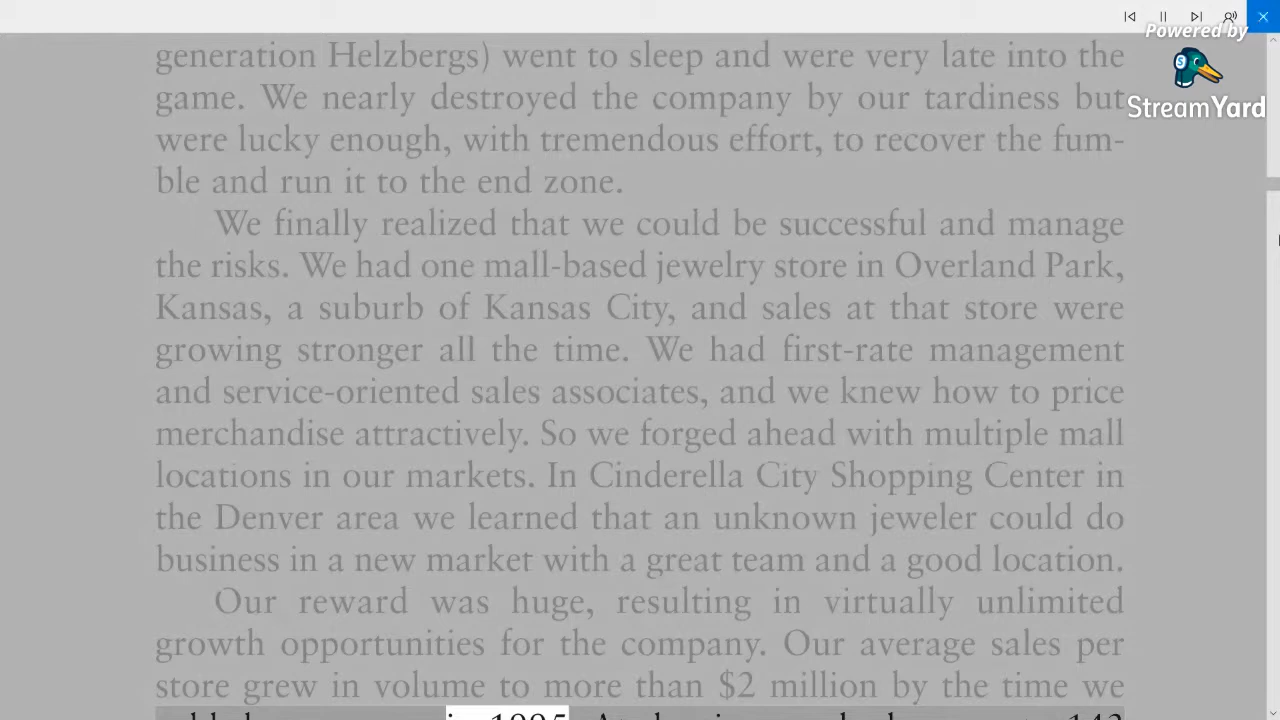 Powered by
StreamYard
generation Helzbergs) went to sleep and were very late into the
game. We nearly destroyed the company by our tardiness but
were lucky enough, with tremendous effort, to recover the fum-
ble and run it to the end zone.
We finally realized that we could be successful and manage
the risks. We had one mall-based jewelry store in Overland Park,
Kansas, a suburb of Kansas City, and sales at that store were
growing stronger all the time. We had first-rate management
and service-oriented sales associates, and we knew how to price
merchandise attractively. So we forged ahead with multiple mall
locations in our markets. In Cinderella City Shopping Center in
the Denver area we learned that an unknown jeweler could do
business in a new market with a great team and a good location.
Our reward was huge, resulting in virtually unlimited
growth opportunities for the company. Our average sales per
store grew in volume to more than $2 million by the time we
in 1995